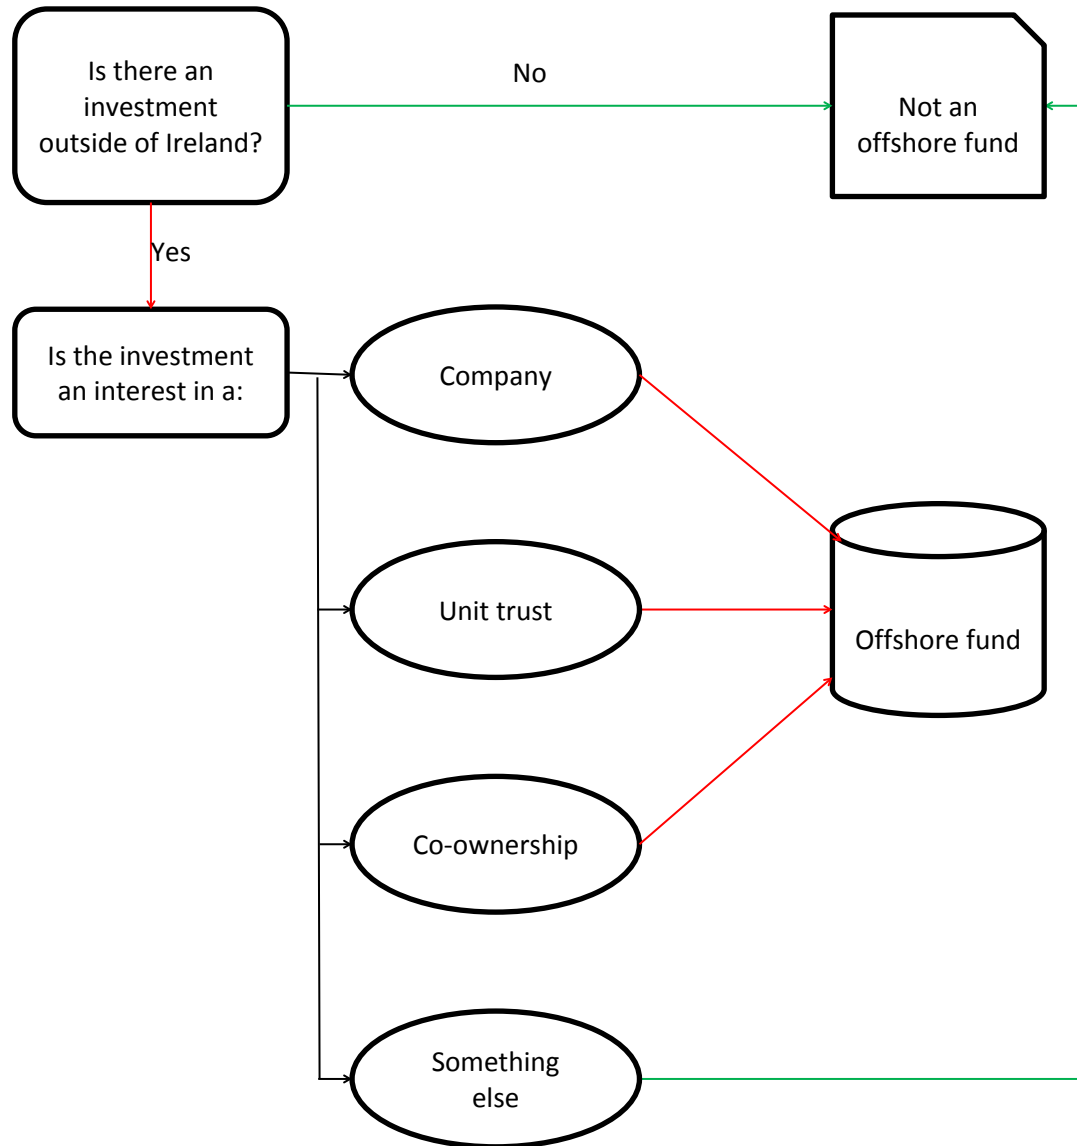 Is there an
investment
outside of Ireland?
No
Not an
offshore fund
Yes
Is the investment
an interest in a:
Company
Unit trust
Offshore fund
Co-ownership
Something
else